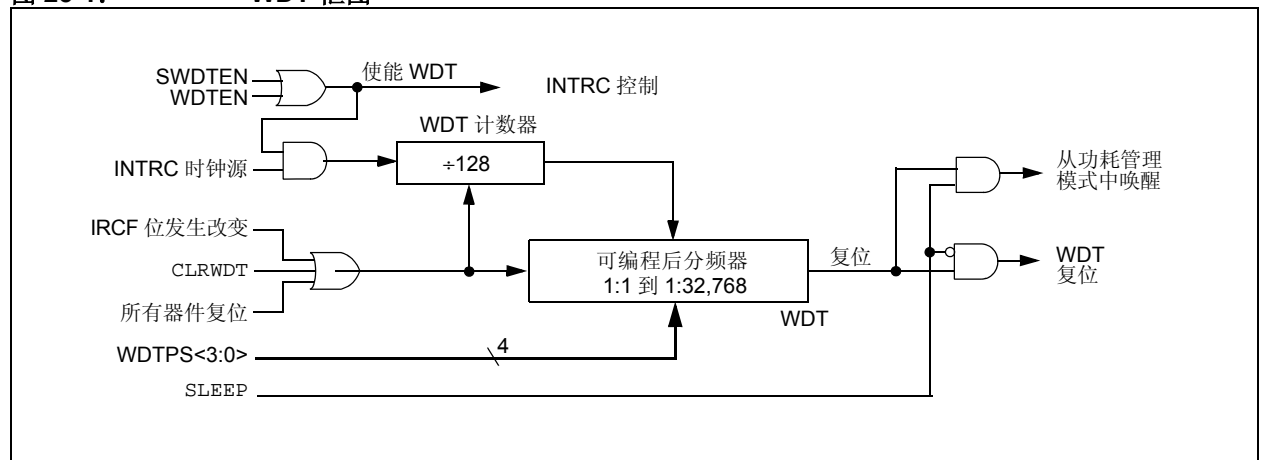 SWDTEN
WDTEN
使能 WDT
INTRC 控制
WDT 计数器
INTRC 时钟源
÷128
从功耗管理
模式中唤醒
IRCF 位发生改变
CLRWDT
所有器件复位
可编程后分频器
1:1 到 1:32,768
复位
WDT
复位
WDT
WDTPS<3:0>
4
SLEEP